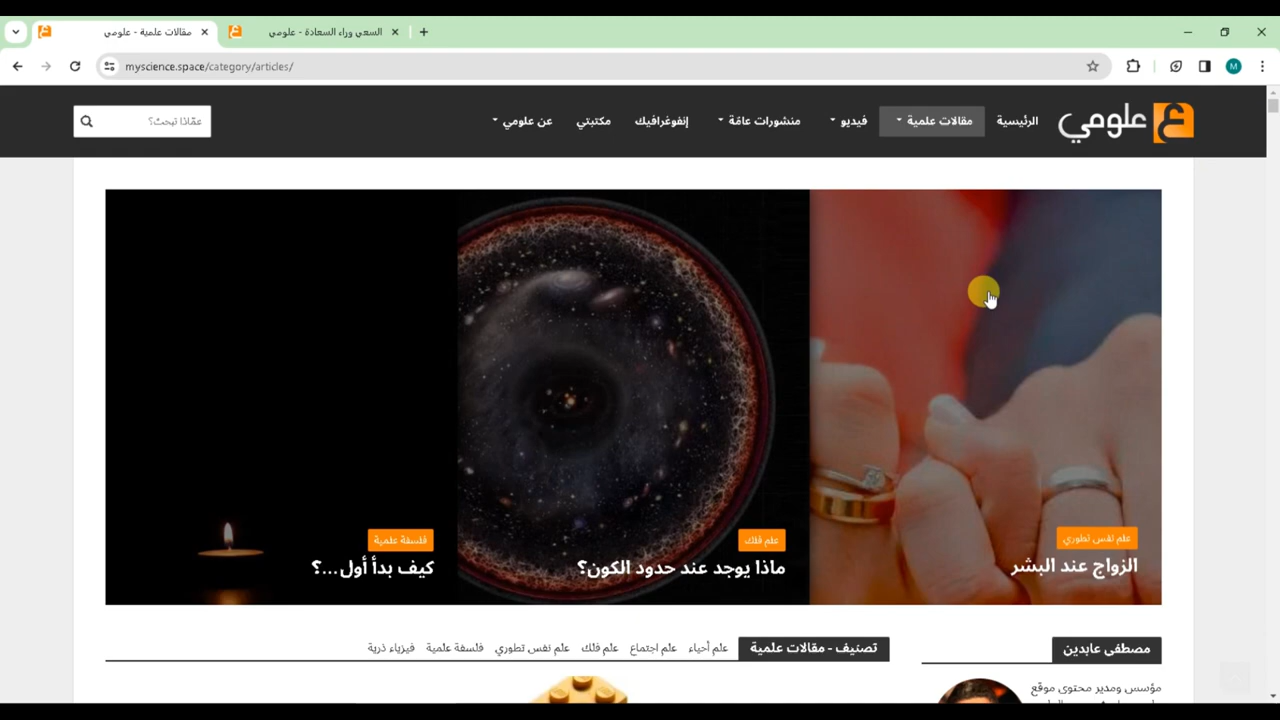 مقالات علمية - علومي
السعي وراء السعادة - علومي
myscience.space/category/articles/
M
علومي
الرئيسية
مقالات علمية
فيديو
منشورات عامّة
إنفوغرافيك
مكتبتي
عن علومي
عمّاذا تبحث؟
علم نفس تطوري
الزواج عند البشر
علم فلك
ماذا يوجد عند حدود الكون؟
فلسفة علمية
كيف بدأ أول...؟
مصطفى عابدين
مؤسس ومدير محتوى موقع
تصنيف - مقالات علمية
علم أحياء علم اجتماع علم فلك علم نفس تطوري فلسفة علمية فيزياء ذرية